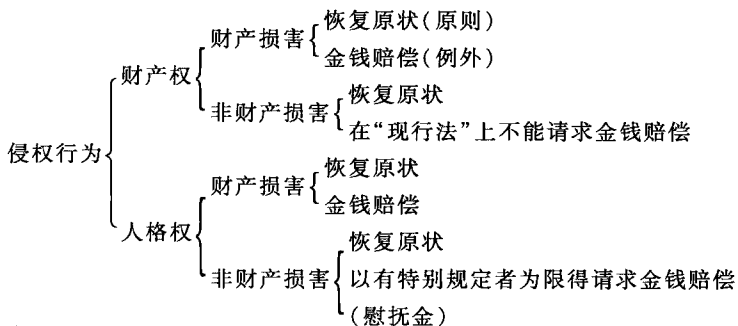 恢复原状(原则)
财产损害
金钱赔偿(例外)
财产权
恢复原状
非财产损害
在“现行法”上不能请求金钱赔偿
侵权行为
恢复原状
财产损害
金钱赔偿
人格权
恢复原状
非财产损害
以有特别规定者为限得请求金钱赔偿
(慰抚金)